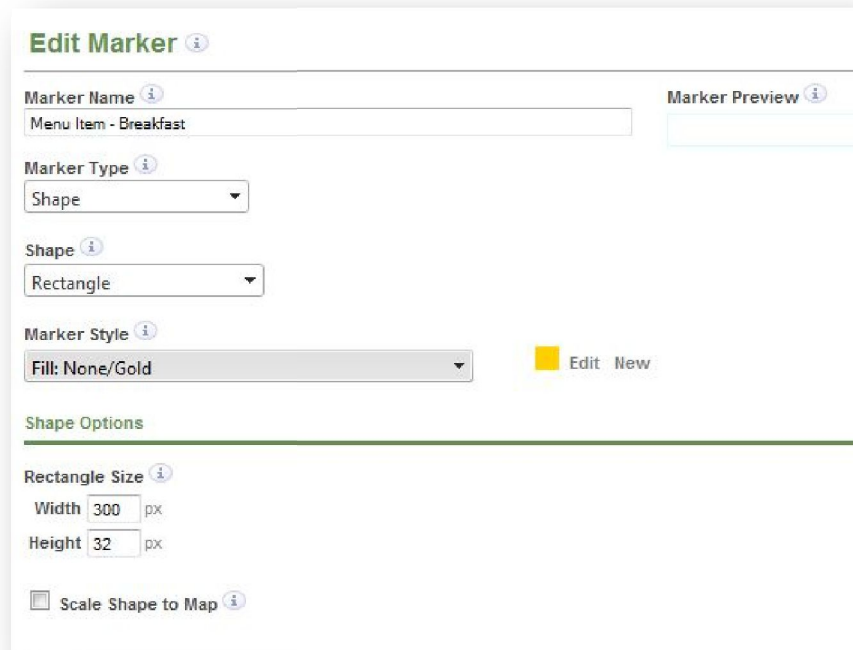 Edit Marker
Marker Name
Marker Preview
Menu Item - Breakfast
Marker Type
Shape
Shape
Rectangle
Marker Style
Fill: None/Gold
Edit New
Shape Options
Rectangle Size
Width 300 px
Height 32 px
Scale Shape to Map